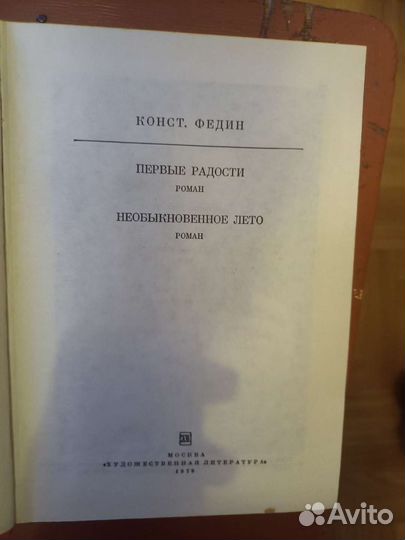 КОНСТ. ФЕДИН
ПЕРВЫЕ РАДОСТИ
РОМАН
НЕОБЫКНОВЕННОЕ ЛЕТО
РОМАН
МОСКВА
«ХУДОЖЕСТВЕННАЯ ЛИТЕРАТУРА»
Avito